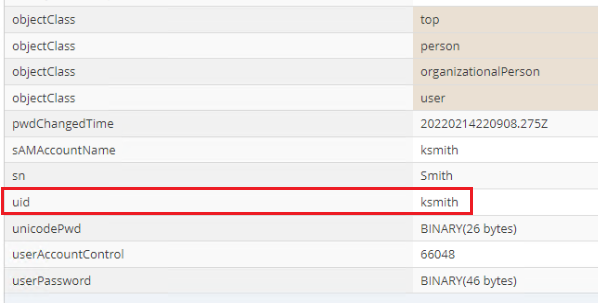 objectClass top
objectClass person
objectClass organizationalPerson
objectClass user
pwdChangedTime 20220214220908.275Z
sAMAccountName ksmith
sn Smith
uid ksmith
unicodePwd BINARY(26 bytes)
userAccountControl 66048
userPassword BINARY(46 bytes)